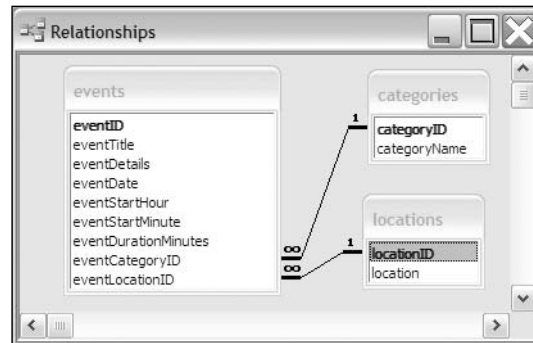 Relationships
events
eventID
eventTitle
eventDetails
eventDate
eventStartHour
eventStartMinute
eventDurationMinutes
eventCategoryID
eventLocationID
∞
∞
1
categories
categoryID
categoryName
1
locations
locationID
location